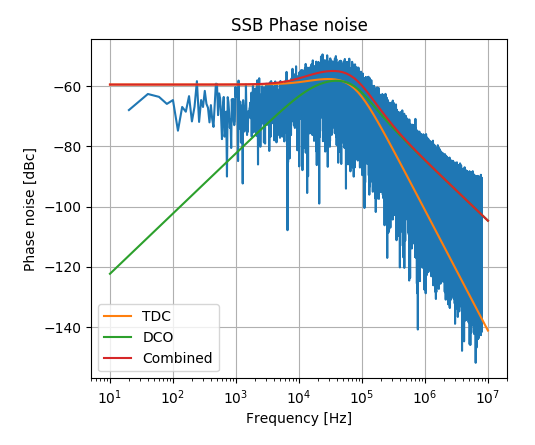 SSB Phase noise
Phase noise [dBc]
−60
−80
−100
−120
−140
TDC
DCO
Combined
10¹ 10² 10³ 10⁴ 10⁵ 10⁶ 10⁷
Frequency [Hz]